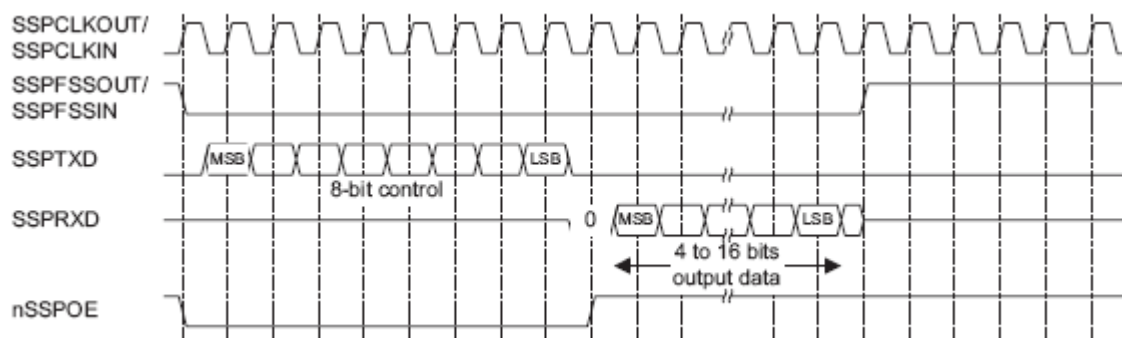 SSPCLKOUT/
SSPCLKIN
SSPFSSOUT/
SSPFSSIN
SSPTXD
MSB
LSB
8-bit control
SSPRXD
0
MSB
LSB
4 to 16 bits
output data
nSSPOE